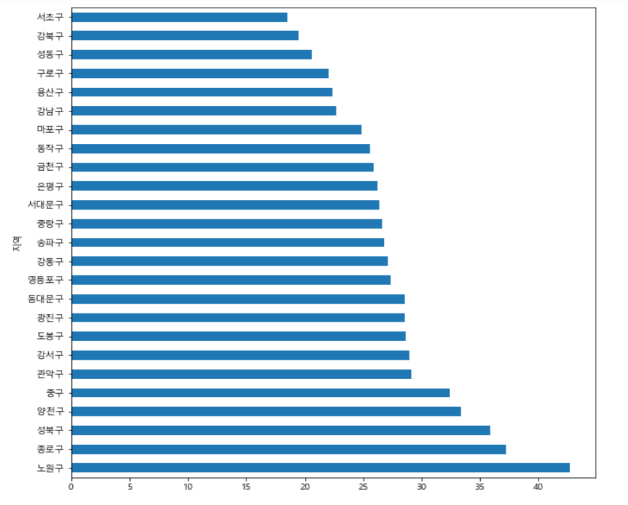 서초구
강북구
성동구
구로구
용산구
강남구
마포구
동작구
금천구
은평구
서대문구
중랑구
송파구
강동구
영등포구
동대문구
광진구
도봉구
강서구
관악구
중구
양천구
성북구
종로구
노원구
지역
0 5 10 15 20 25 30 35 40